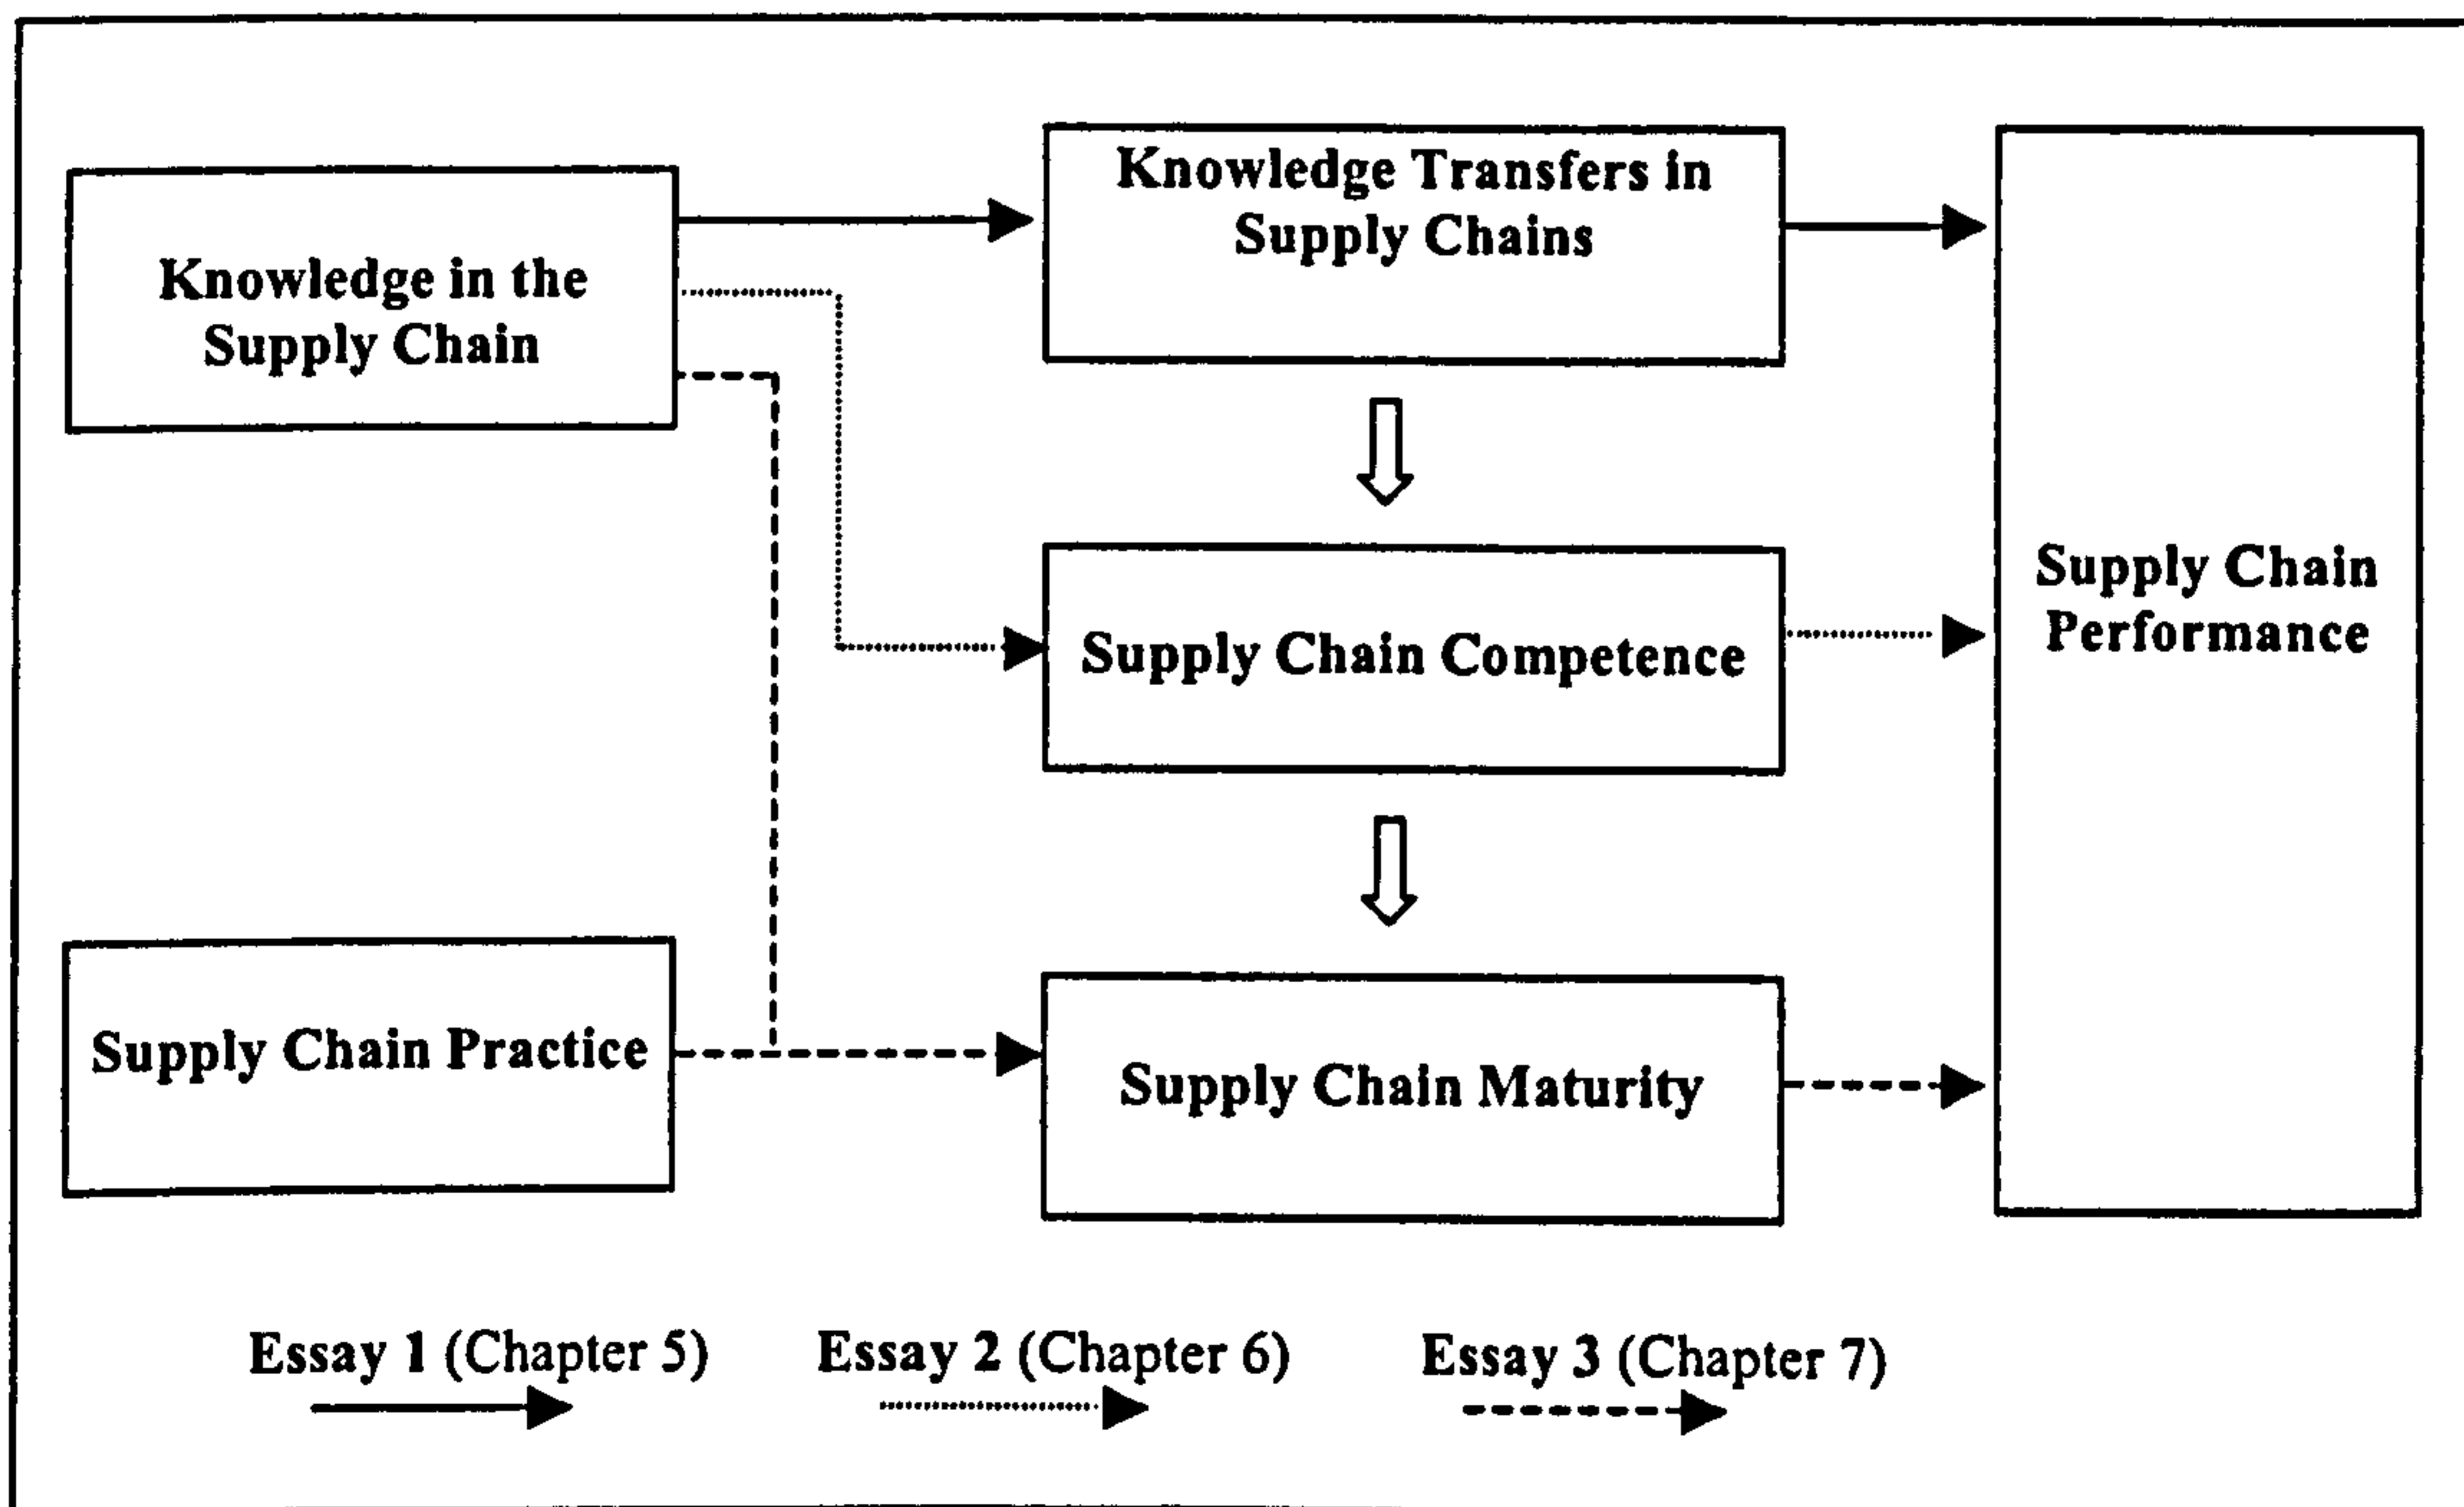 Knowledge in the
Supply Chain
Knowledge Transfers in
Supply Chains
Supply Chain Competence
Supply Chain
Performance
Supply Chain Practice
Supply Chain Maturity
Essay 1 (Chapter 5)
Essay 2 (Chapter 6)
Essay 3 (Chapter 7)